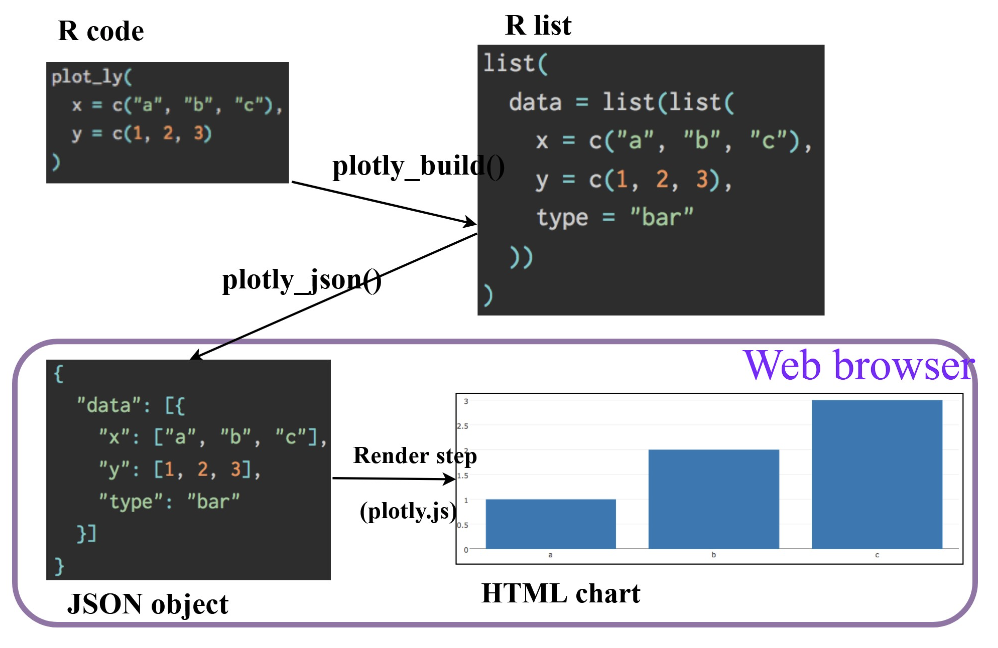 R code
plot_ly(
  x = c("a", "b", "c"),
  y = c(1, 2, 3)
)
plotly_build()
R list
list(
  data = list(list(
    x = c("a", "b", "c"),
    y = c(1, 2, 3),
    type = "bar"
  ))
)
plotly_json()
Web browser
{
  "data": [{
    "x": ["a", "b", "c"],
    "y": [1, 2, 3],
    "type": "bar"
  }]
}
JSON object
Render step
(plotly.js)
3
2.5
2
1.5
1
0.5
0
a b c
HTML chart